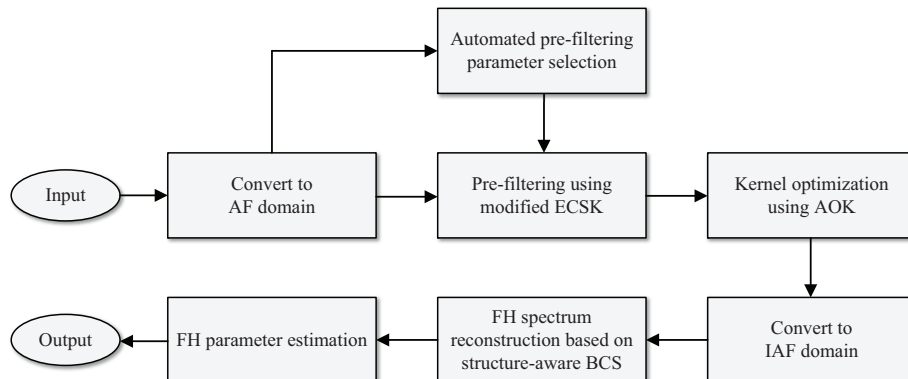 Automated pre-filtering
parameter selection
Input
Convert to
AF domain
Pre-filtering using
modified ECSK
Kernel optimization
using AOK
Output
FH parameter estimation
FH spectrum
reconstruction based on
structure-aware BCS
Convert to
IAF domain